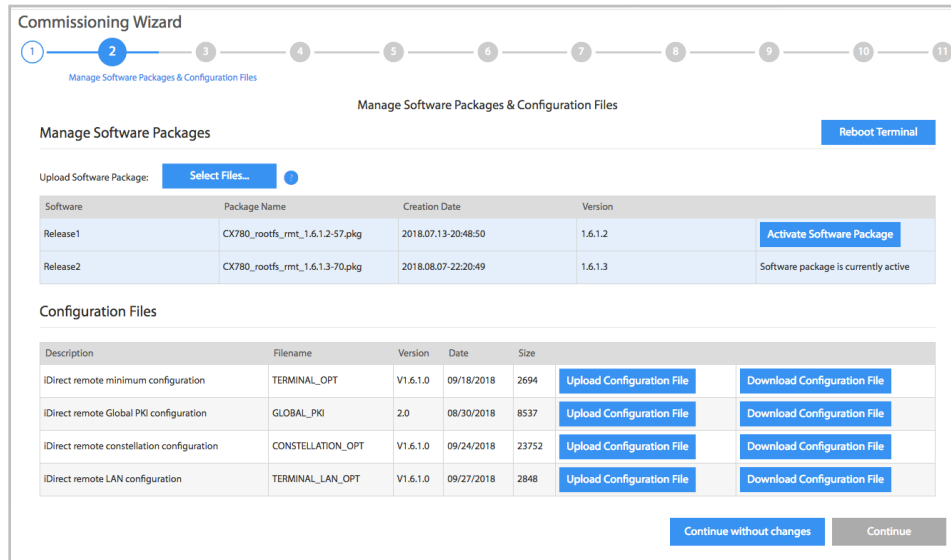 Commissioning Wizard
1 2 3 4 5 6 7 8 9 10 11
Manage Software Packages & Configuration Files
Manage Software Packages & Configuration Files
Manage Software Packages Reboot Terminal
Upload Software Package: Select Files... ?
Software Package Name Creation Date Version
Release1 CX780_rootfs_rmt_1.6.1.2-57.pkg 2018.07.13-20:48:50 1.6.1.2 Activate Software Package
Release2 CX780_rootfs_rmt_1.6.1.3-70.pkg 2018.08.07-22:20:49 1.6.1.3 Software package is currently active
Configuration Files
Description Filename Version Date Size
iDirect remote minimum configuration TERMINAL_OPT V1.6.1.0 09/18/2018 2694 Upload Configuration File Download Configuration File
iDirect remote Global PKI configuration GLOBAL_PKI 2.0 08/30/2018 8537 Upload Configuration File Download Configuration File
iDirect remote constellation configuration CONSTELLATION_OPT V1.6.1.0 09/24/2018 23752 Upload Configuration File Download Configuration File
iDirect remote LAN configuration TERMINAL_LAN_OPT V1.6.1.0 09/27/2018 2848 Upload Configuration File Download Configuration File
Continue without changes Continue